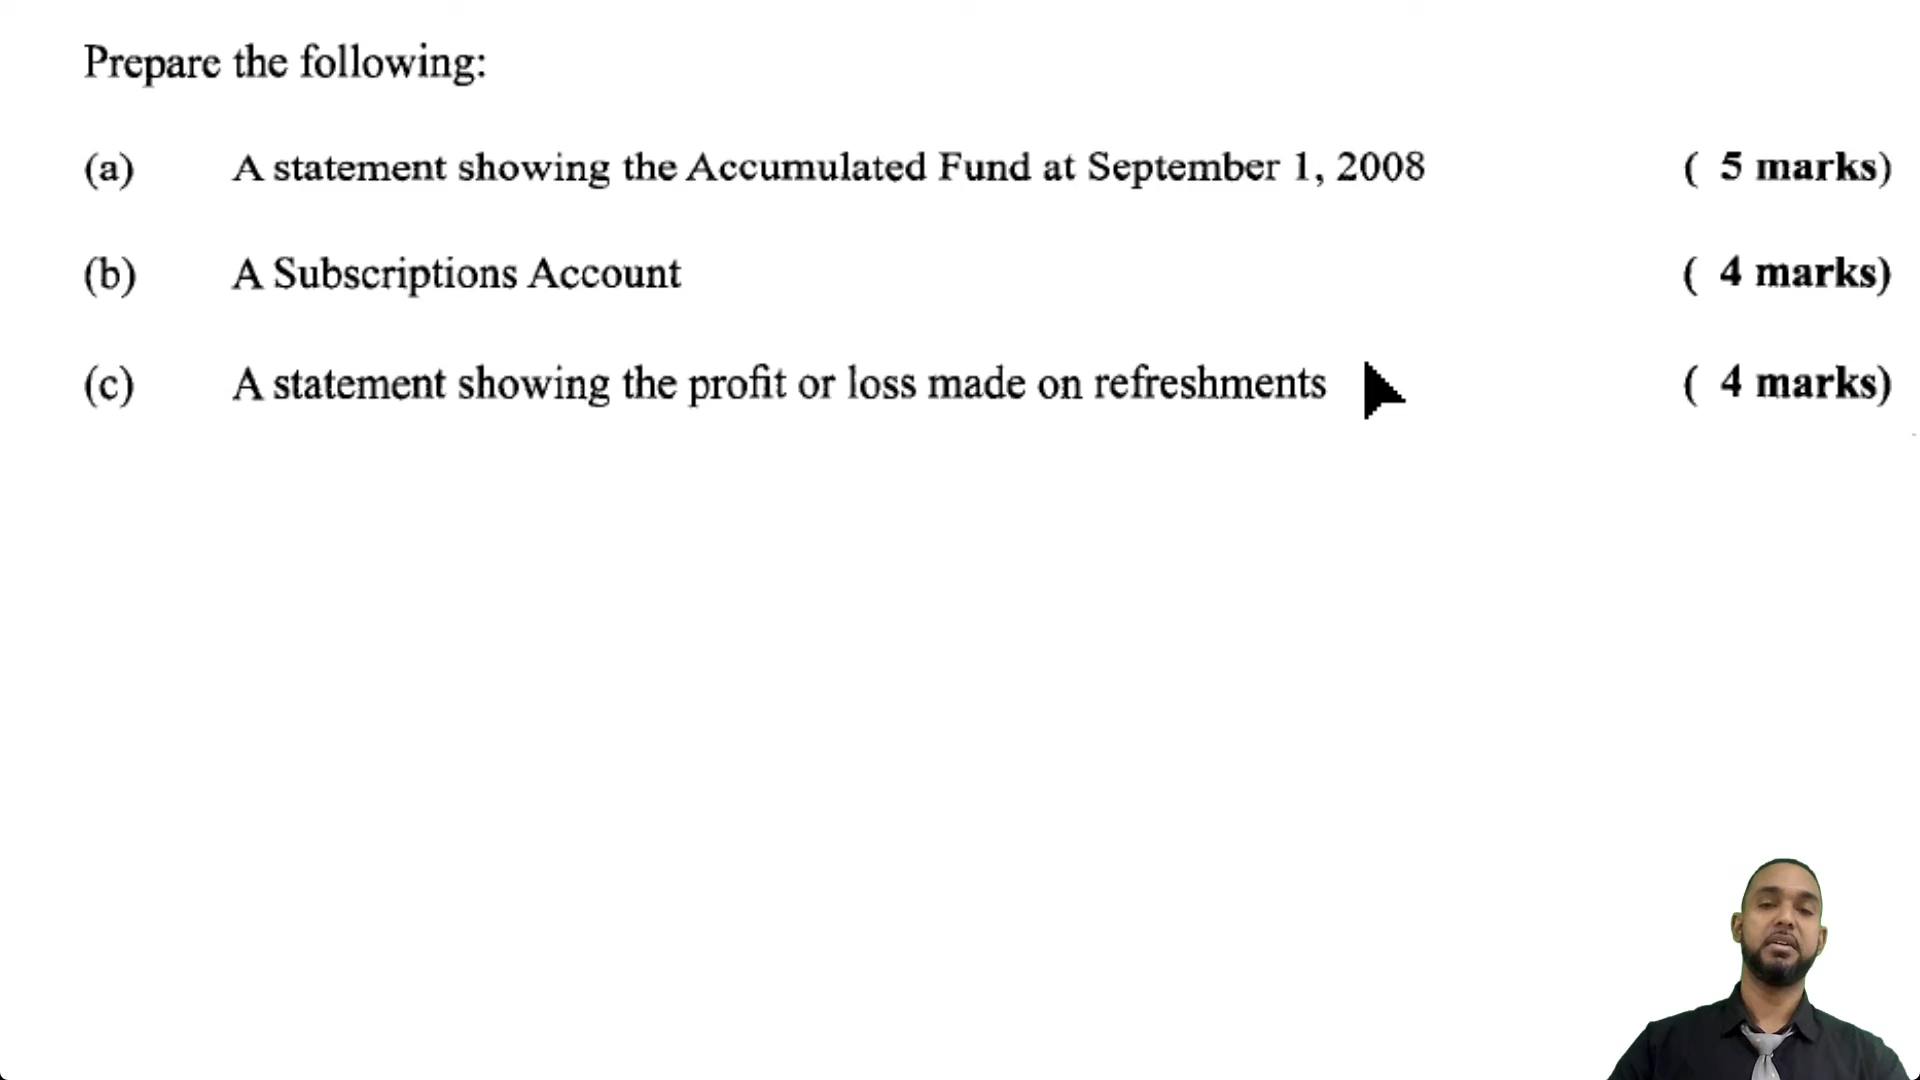 Prepare the following:
(a) A statement showing the Accumulated Fund at September 1, 2008 ( 5 marks)
(b) A Subscriptions Account ( 4 marks)
(c) A statement showing the profit or loss made on refreshments ( 4 marks)